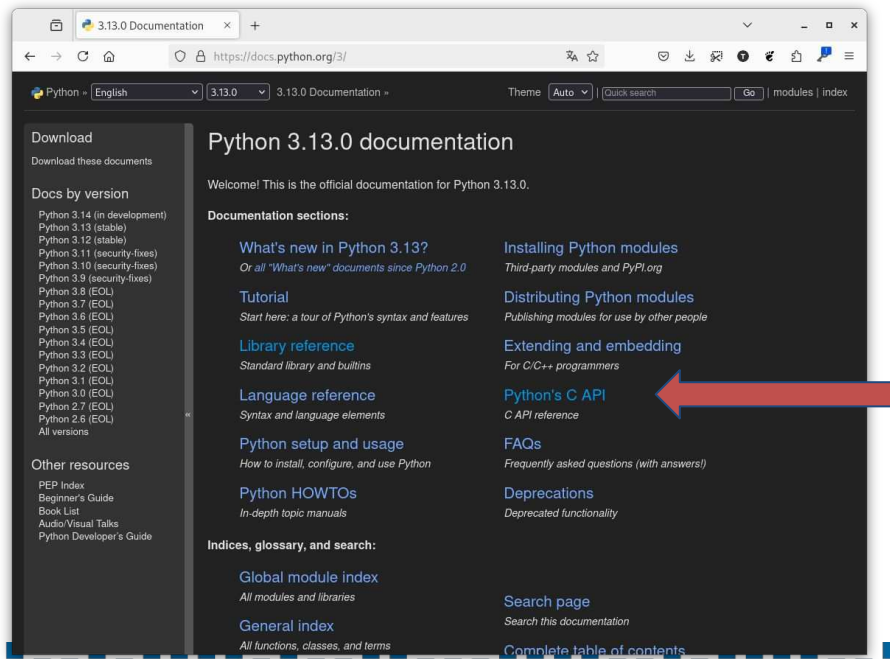 3.13.0 Documentation
https://docs.python.org/3/
Python » English 3.13.0 3.13.0 Documentation » Theme Auto | Quick search Go | modules | index
Download
Download these documents
Docs by version
Python 3.14 (in development)
Python 3.13 (stable)
Python 3.12 (stable)
Python 3.11 (security-fixes)
Python 3.10 (security-fixes)
Python 3.9 (security-fixes)
Python 3.8 (EOL)
Python 3.7 (EOL)
Python 3.6 (EOL)
Python 3.5 (EOL)
Python 3.4 (EOL)
Python 3.3 (EOL)
Python 3.2 (EOL)
Python 3.1 (EOL)
Python 3.0 (EOL)
Python 2.7 (EOL)
Python 2.6 (EOL)
All versions
Other resources
PEP Index
Beginner's Guide
Book List
Audio/Visual Talks
Python Developer's Guide
«
Python 3.13.0 documentation
Welcome! This is the official documentation for Python 3.13.0.
Documentation sections:
What's new in Python 3.13?
Or all "What's new" documents since Python 2.0
Tutorial
Start here: a tour of Python's syntax and features
Library reference
Standard library and builtins
Language reference
Syntax and language elements
Python setup and usage
How to install, configure, and use Python
Python HOWTOs
In-depth topic manuals
Installing Python modules
Third-party modules and PyPI.org
Distributing Python modules
Publishing modules for use by other people
Extending and embedding
For C/C++ programmers
Python's C API
C API reference
FAQs
Frequently asked questions (with answers!)
Deprecations
Deprecated functionality
Indices, glossary, and search:
Global module index
All modules and libraries
General index
All functions, classes, and terms
Search page
Search this documentation
Complete table of contents